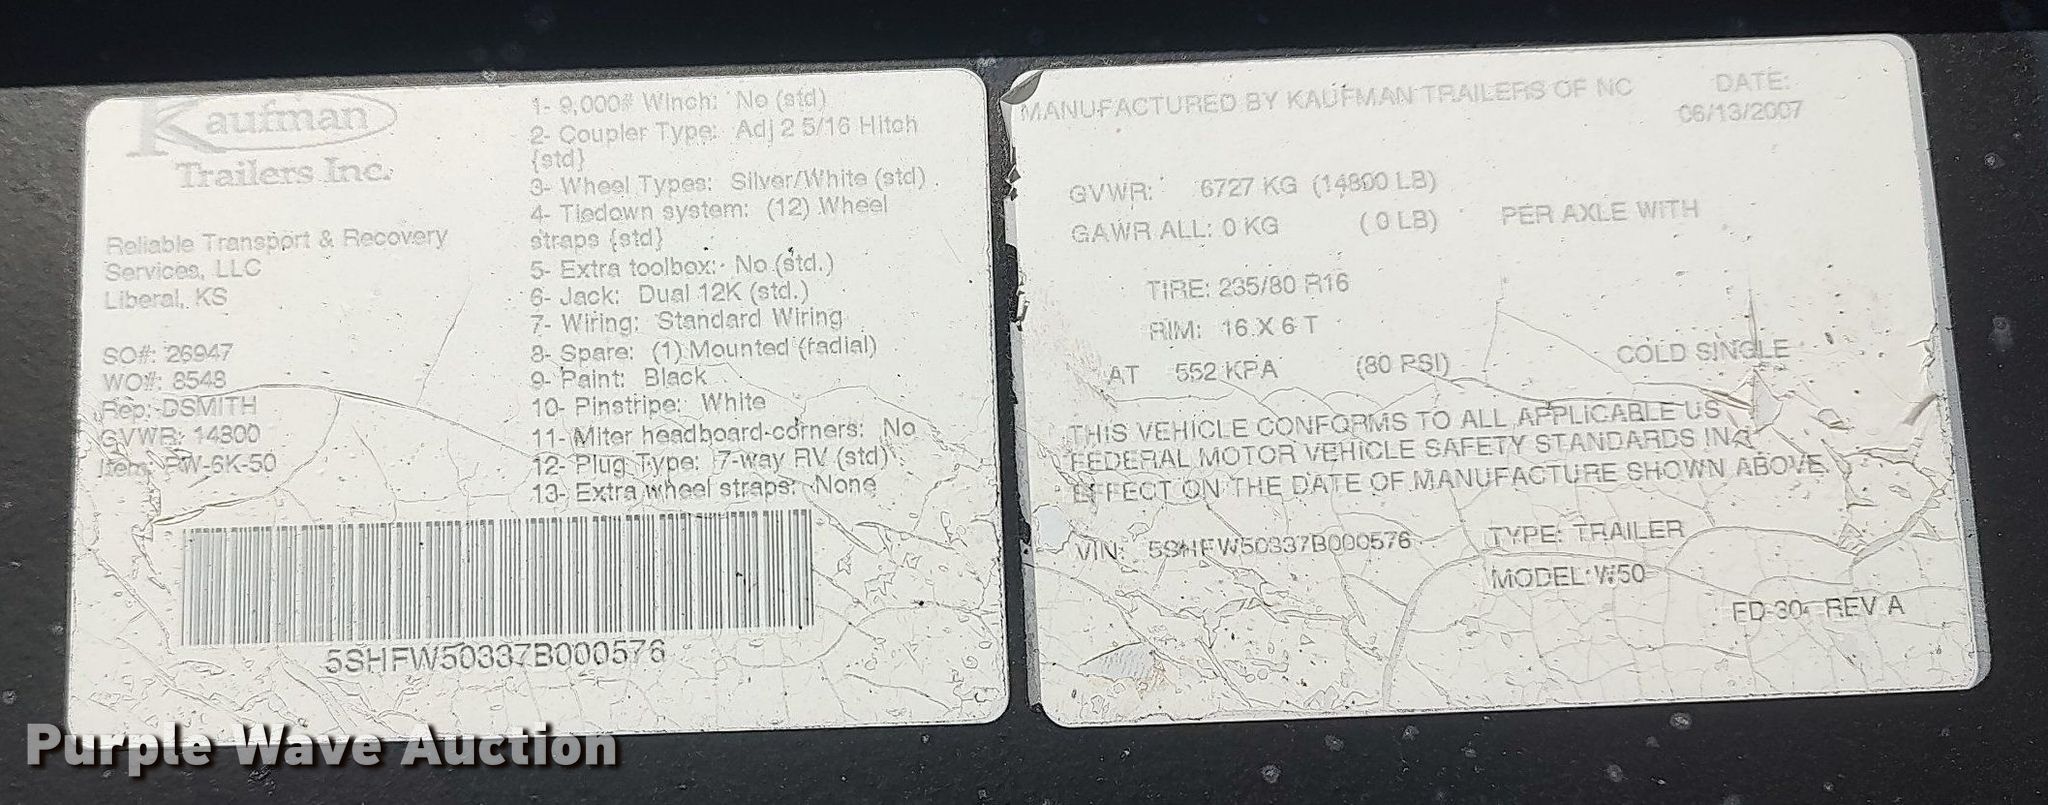 Kaufman
Trailers Inc.
Reliable Transport & Recovery
Services, LLC
Liberal, KS
SO#: 26947
WO#: 8548
Rep: DSMITH
GVWR: 14800
Item: FW-6K-50
1- 9,000# Winch: No (std)
2- Coupler Type: Adj 2 5/16 Hitch
{std}
3- Wheel Types: Silver/White (std)
4- Tiedown system: (12) Wheel
straps {std}
5- Extra toolbox: No (std.)
6- Jack: Dual 12K (std.)
7- Wiring: Standard Wiring
8- Spare: (1) Mounted (radial)
9- Paint: Black
10- Pinstripe: White
11- Miter headboard-corners: No
12- Plug Type: 7-way RV (std)
13- Extra wheel straps: None
5SHFW50337B000576
MANUFACTURED BY KAUFMAN TRAILERS OF NC
DATE:
06/13/2007
GVWR: 6727 KG (14800 LB)
GAWR ALL: 0 KG ( 0 LB) PER AXLE WITH
TIRE: 235/80 R16
RIM: 16 X 6 T
AT 552 KPA (80 PSI) COLD SINGLE
THIS VEHICLE CONFORMS TO ALL APPLICABLE US
FEDERAL MOTOR VEHICLE SAFETY STANDARDS IN
EFFECT ON THE DATE OF MANUFACTURE SHOWN ABOVE.
VIN: 5SHFW50337B000576 TYPE: TRAILER
MODEL: W50
FD-30 REV A
Purple Wave Auction